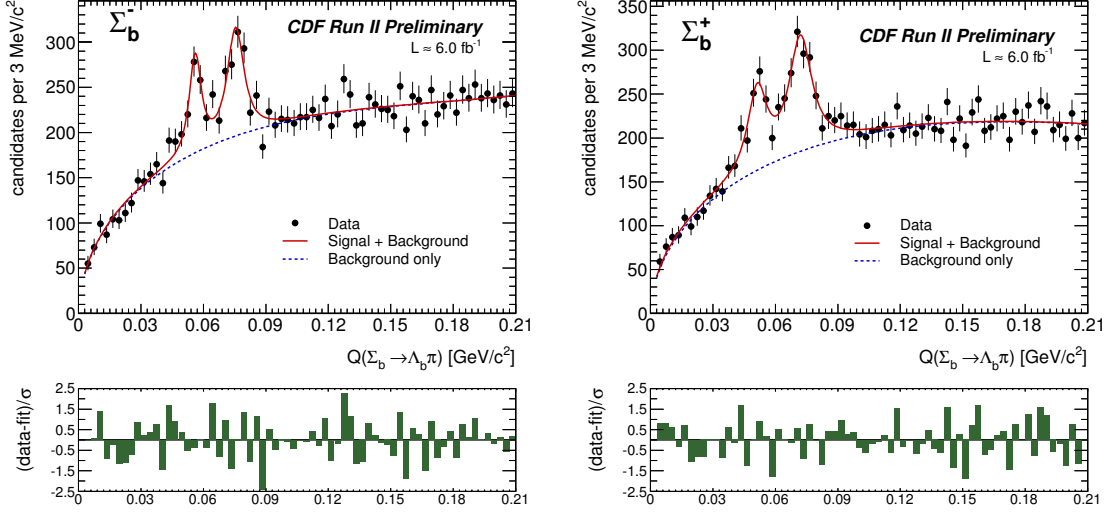 Σb-
CDF Run II Preliminary
L ≈ 6.0 fb-1
candidates per 3 MeV/c2
300
250
200
150
100
50
0
Data
Signal + Background
Background only
0 0.03 0.06 0.09 0.12 0.15 0.18 0.21
Q(Σb →Λbπ) [GeV/c2]
(data-fit)/σ
2.5
1.5
0.5
-0.5
-1.5
-2.5
0.03 0.06 0.09 0.12 0.15 0.18 0.21
Σb+
CDF Run II Preliminary
L ≈ 6.0 fb-1
candidates per 3 MeV/c2
350
300
250
200
150
100
50
0
Data
Signal + Background
Background only
0 0.03 0.06 0.09 0.12 0.15 0.18 0.21
Q(Σb →Λbπ) [GeV/c2]
(data-fit)/σ
2.5
1.5
0.5
-0.5
-1.5
-2.5
0.03 0.06 0.09 0.12 0.15 0.18 0.21